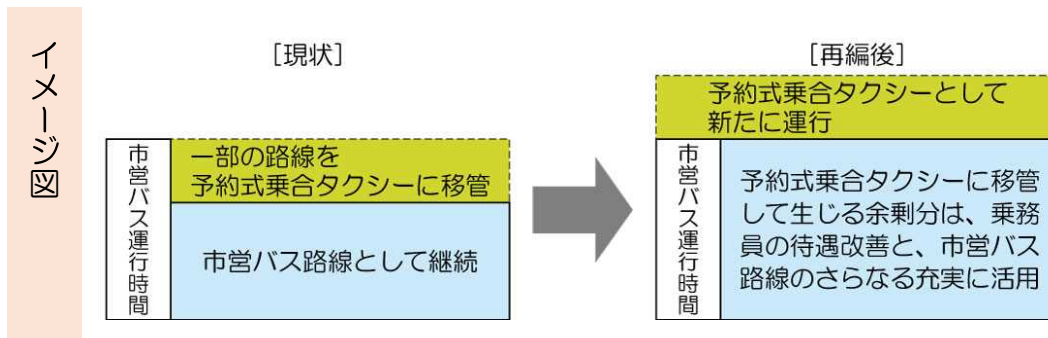 イメージ図
［現状］
市営バス運行時間
一部の路線を
予約式乗合タクシーに移管
市営バス路線として継続
［再編後］
予約式乗合タクシーとして
新たに運行
市営バス運行時間
予約式乗合タクシーに移管
して生じる余剰分は、乗務
員の待遇改善と、市営バス
路線のさらなる充実に活用